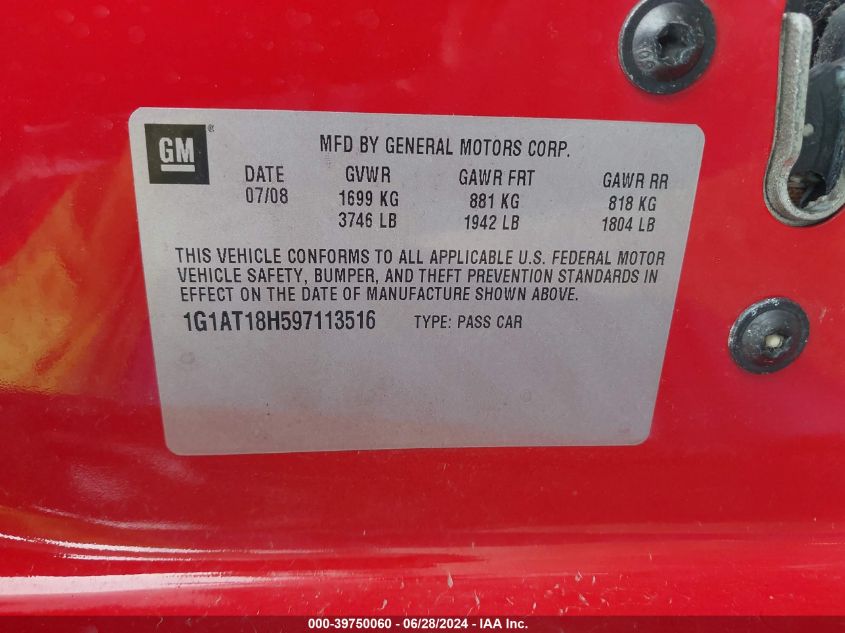 GM®
MFD BY GENERAL MOTORS CORP.
DATE GVWR GAWR FRT GAWR RR
07/08 1699 KG 881 KG 818 KG
3746 LB 1942 LB 1804 LB
THIS VEHICLE CONFORMS TO ALL APPLICABLE U.S. FEDERAL MOTOR
VEHICLE SAFETY, BUMPER, AND THEFT PREVENTION STANDARDS IN
EFFECT ON THE DATE OF MANUFACTURE SHOWN ABOVE.
1G1AT18H597113516 TYPE: PASS CAR
000-39750060 - 06/28/2024 - IAA Inc.